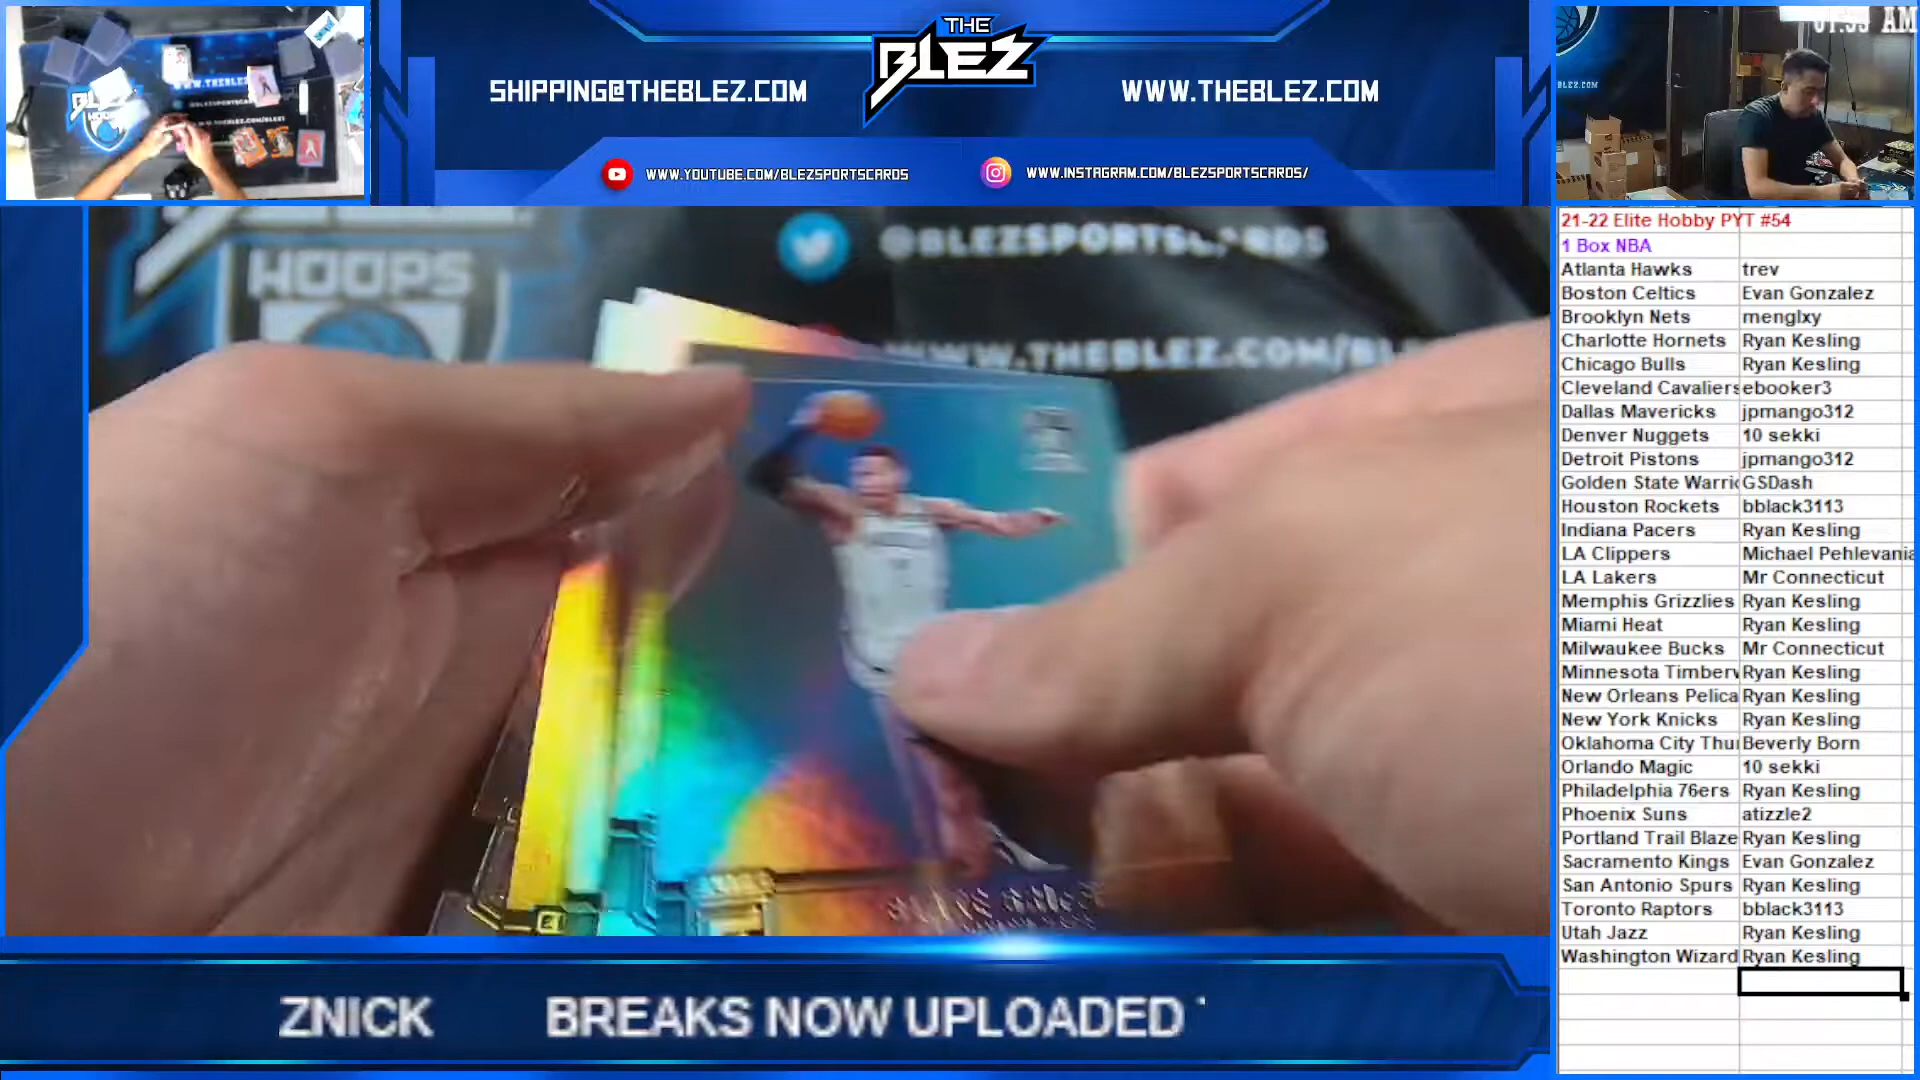 THE
BLEZ
SHIPPING@THEBLEZ.COM
WWW.THEBLEZ.COM
WWW.YOUTUBE.COM/BLEZSPORTSCARDS
WWW.INSTAGRAM.COM/BLEZSPORTSCARDS/
HOOPS
WWW.THEBLEZ.COM/BL
21-22 Elite Hobby PYT #54
1 Box NBA
Atlanta Hawks trev
Boston Celtics Evan Gonzalez
Brooklyn Nets menglxy
Charlotte Hornets Ryan Kesling
Chicago Bulls Ryan Kesling
Cleveland Cavaliers ebooker3
Dallas Mavericks jpmango312
Denver Nuggets 10 sekki
Detroit Pistons jpmango312
Golden State Warri GSDash
Houston Rockets bblack3113
Indiana Pacers Ryan Kesling
LA Clippers Michael Pehlevania
LA Lakers Mr Connecticut
Memphis Grizzlies Ryan Kesling
Miami Heat Ryan Kesling
Milwaukee Bucks Mr Connecticut
Minnesota Timberv Ryan Kesling
New Orleans Pelica Ryan Kesling
New York Knicks Ryan Kesling
Oklahoma City Thu Beverly Born
Orlando Magic 10 sekki
Philadelphia 76ers Ryan Kesling
Phoenix Suns atizzle2
Portland Trail Blaze Ryan Kesling
Sacramento Kings Evan Gonzalez
San Antonio Spurs Ryan Kesling
Toronto Raptors bblack3113
Utah Jazz Ryan Kesling
Washington Wizard Ryan Kesling
ZNICK BREAKS NOW UPLOADED